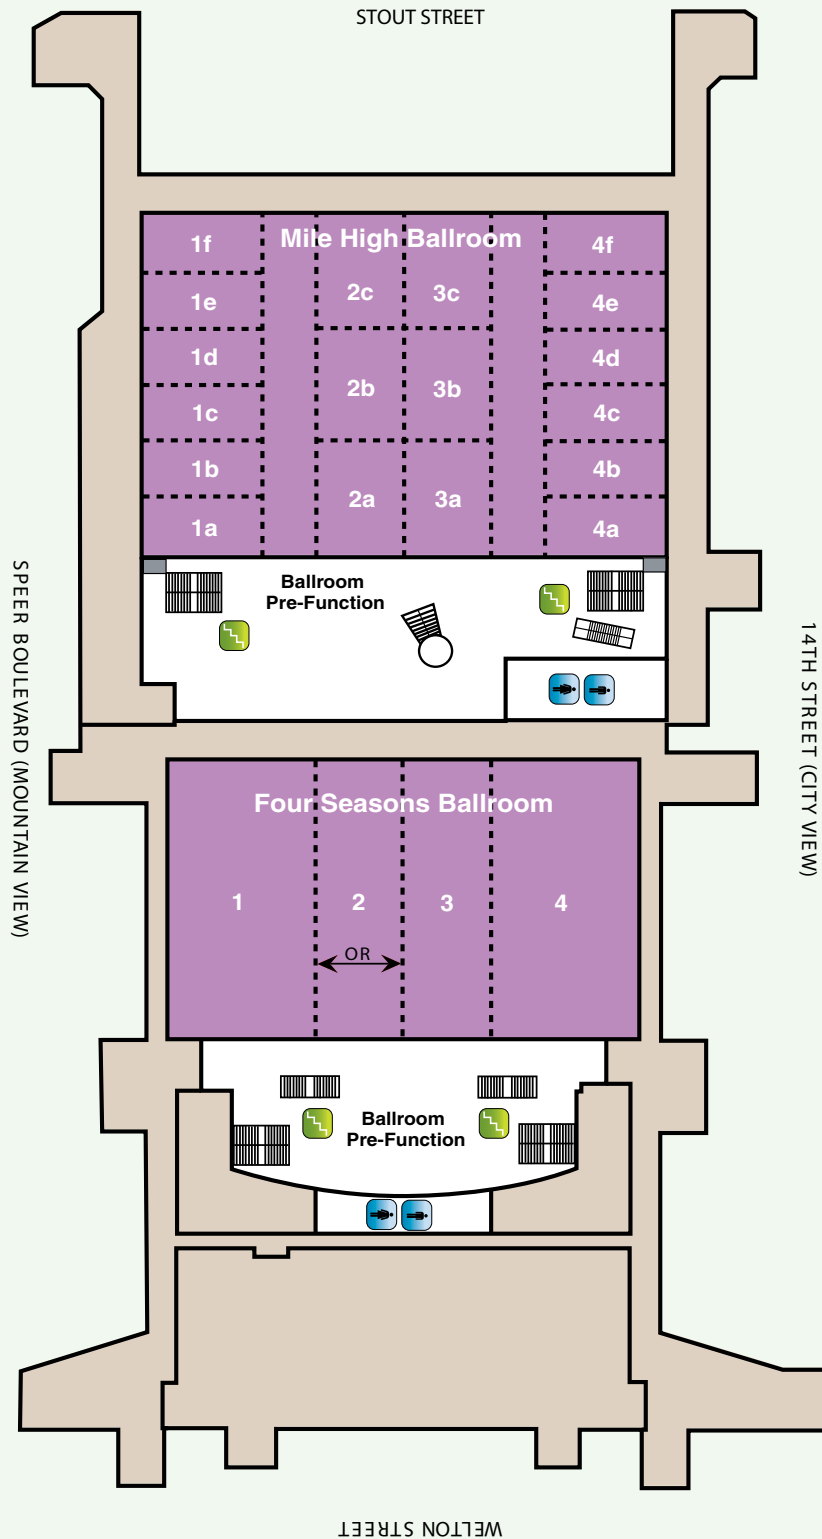 STOUT STREET
Mile High Ballroom
1f
4f
2c
3c
1e
4e
1d
4d
2b
3b
1c
4c
1b
4b
2a
3a
1a
4a
Ballroom
Pre-Function
SPEER BOULEVARD (MOUNTAIN VIEW)
14TH STREET (CITY VIEW)
Four Seasons Ballroom
1
2
3
4
OR
Ballroom
Pre-Function
WELTON STREET